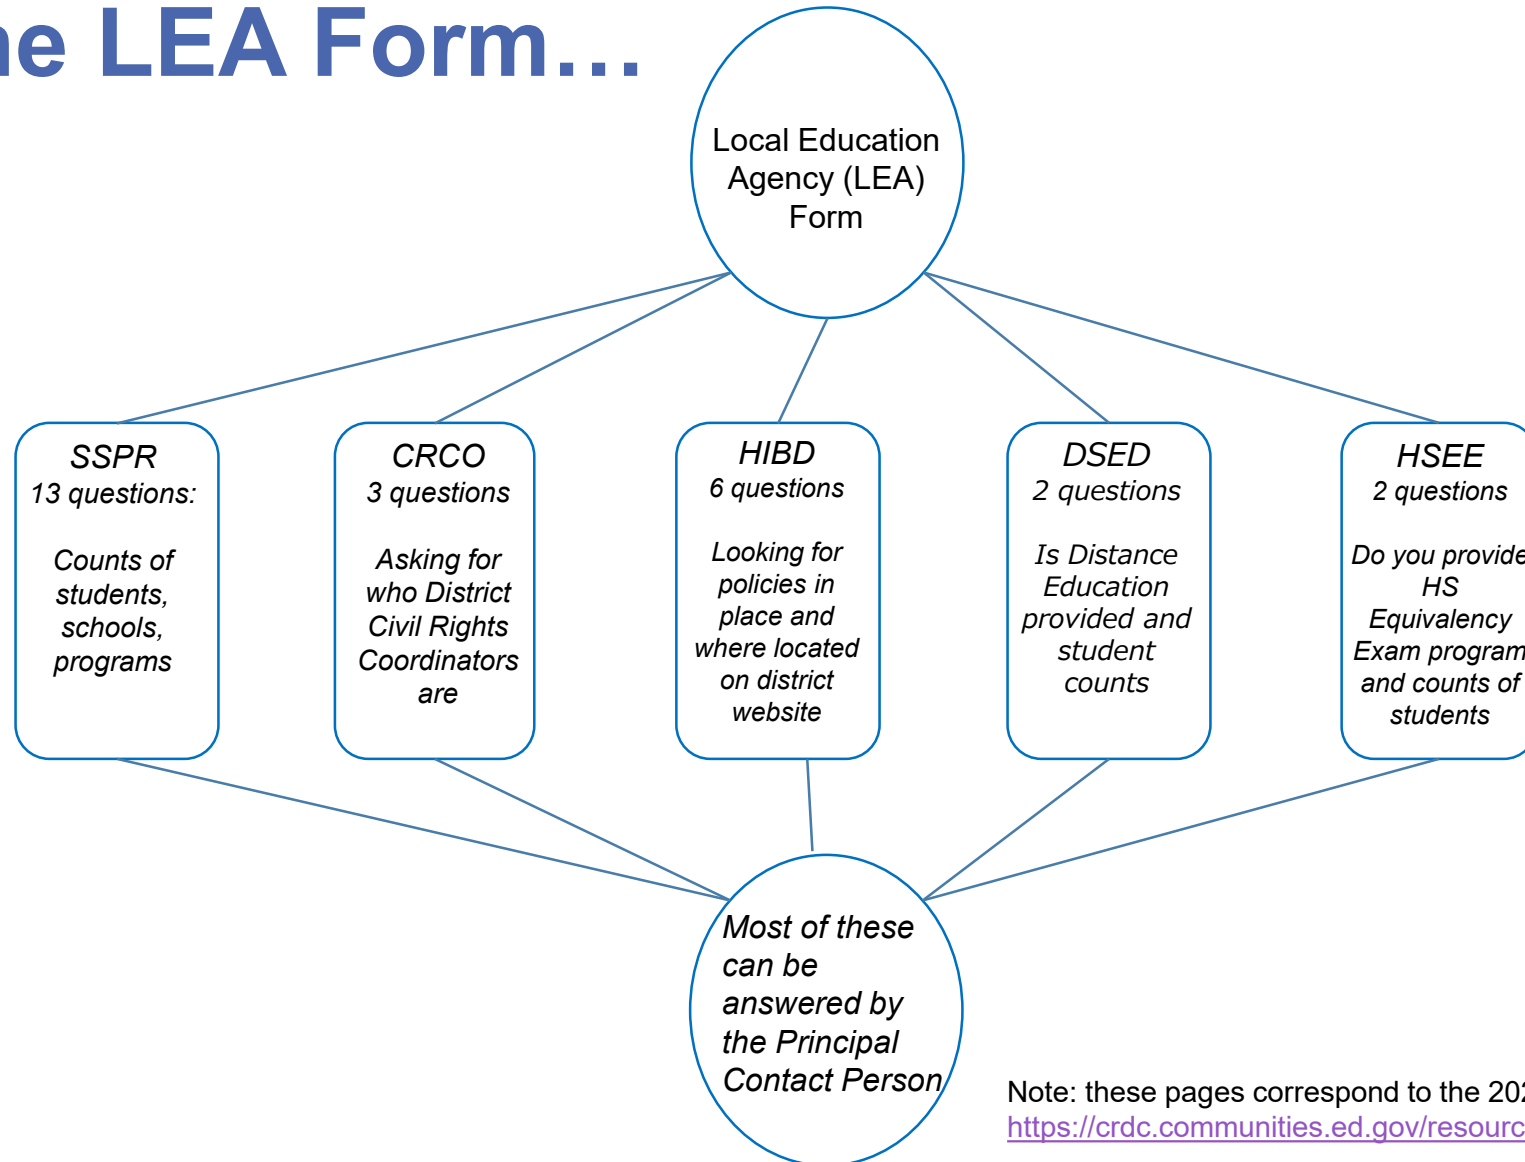 he LEA Form…
Local Education
Agency (LEA)
Form
SSPR
13 questions:
Counts of
students,
schools,
programs
CRCO
3 questions
Asking for
who District
Civil Rights
Coordinators
are
HIBD
6 questions
Looking for
policies in
place and
where located
on district
website
DSED
2 questions
Is Distance
Education
provided and
student
counts
HSEE
2 questions
Do you provide
HS
Equivalency
Exam program
and counts of
students
Most of these
can be
answered by
the Principal
Contact Person
Note: these pages correspond to the 202
https://crdc.communities.ed.gov/resourc